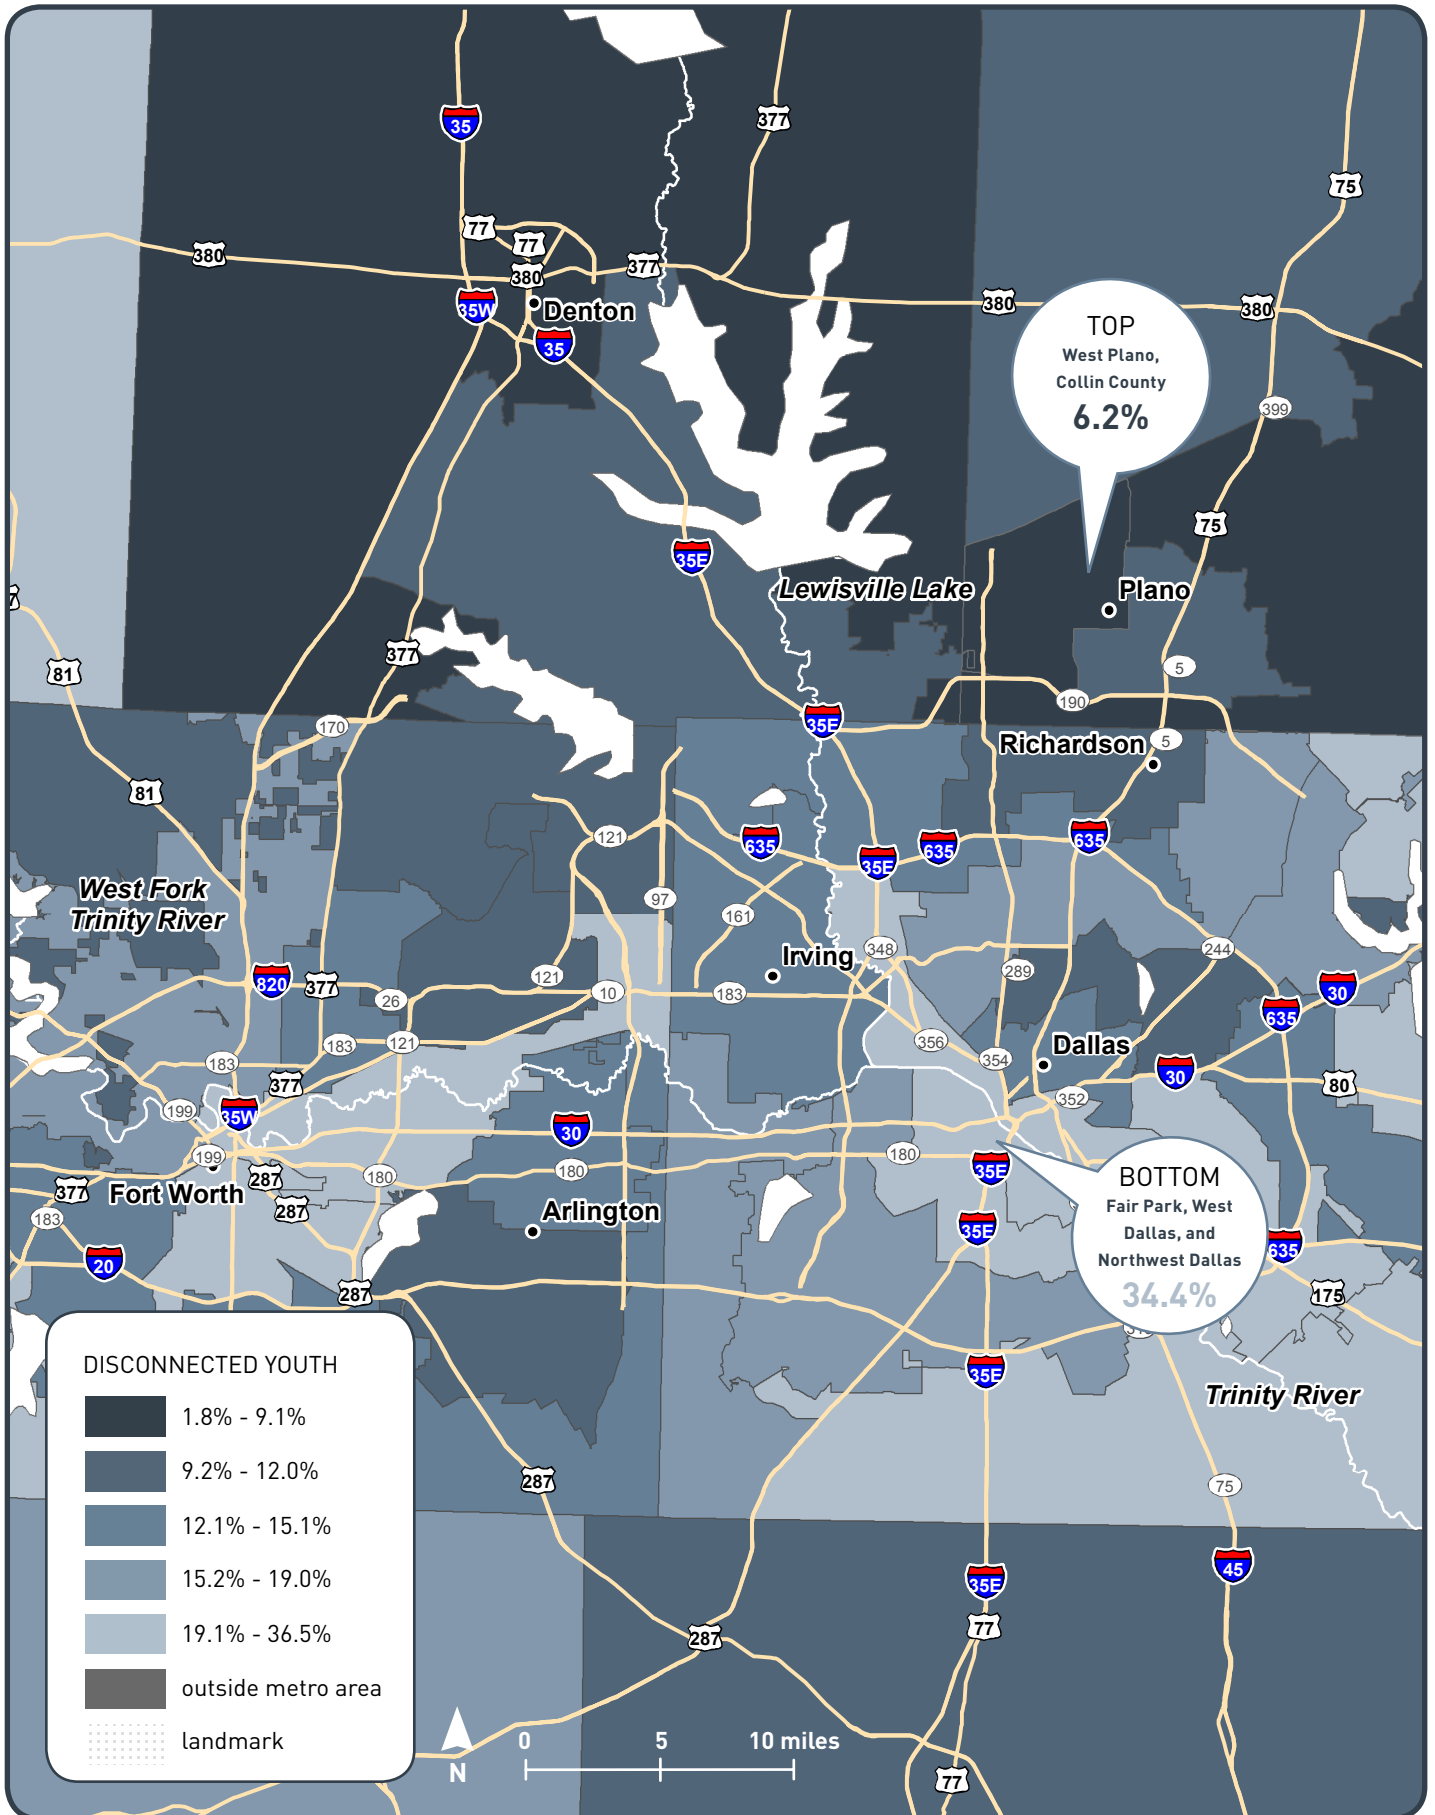 35
377
75
77
77
380
380
377
35W
Denton
380
380
35
TOP
West Plano,
Collin County
6.2%
399
75
35E
Lewisville Lake
Plano
377
81
5
190
170
35E
Richardson
5
81
121
635
35E
635
635
West Fork
Trinity River
97
161
348
244
Irving
289
820
377
26
121
10
183
30
635
183
121
356
354
Dallas
183
377
30
80
199
35W
352
30
199
180
180
180
35E
287
377
Fort Worth
287
183
Arlington
35E
BOTTOM
Fair Park, West
Dallas, and
Northwest Dallas
34.4%
635
20
287
175
35E
Trinity River
DISCONNECTED YOUTH
1.8% - 9.1%
9.2% - 12.0%
12.1% - 15.1%
15.2% - 19.0%
19.1% - 36.5%
outside metro area
landmark
287
75
45
35E
77
287
0 5 10 miles
N
77